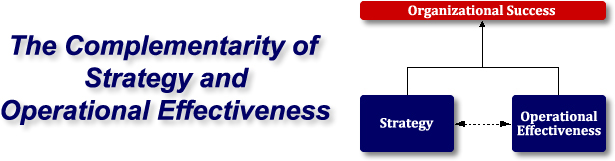 The Complementarity of
Strategy and
Operational Effectiveness
Organizational Success
Strategy
Operational
Effectiveness